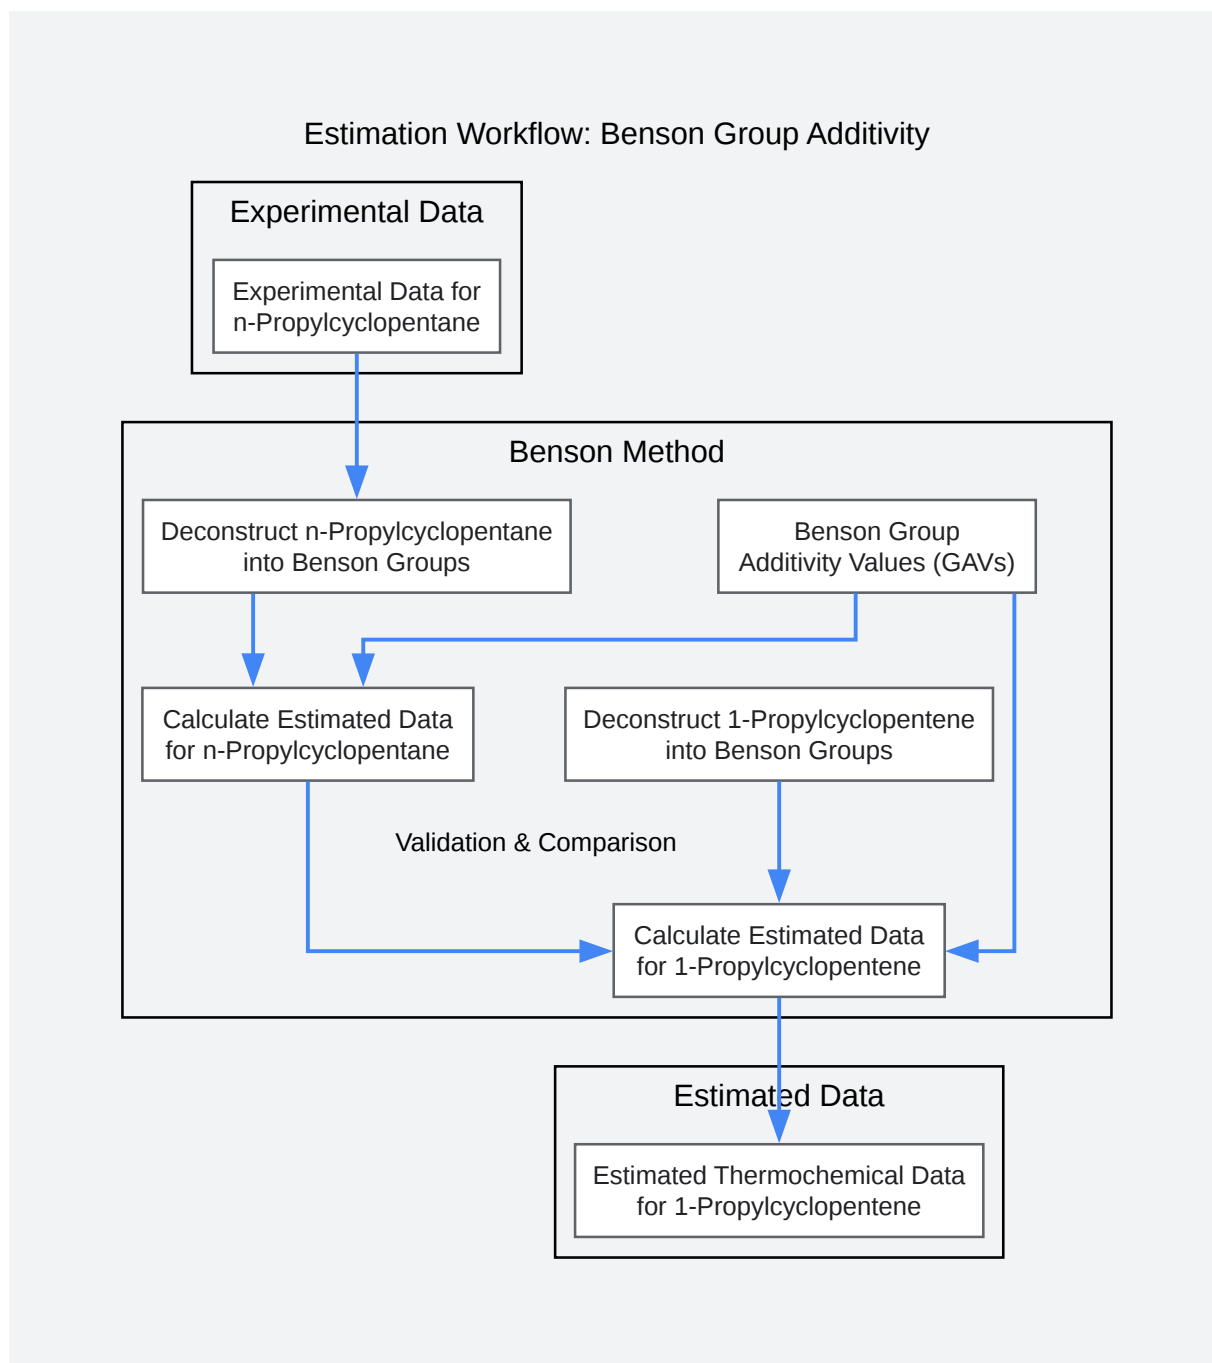 Estimation Workflow: Benson Group Additivity
Experimental Data
Experimental Data for
n-Propylcyclopentane
Benson Method
Deconstruct n-Propylcyclopentane
into Benson Groups
Benson Group
Additivity Values (GAVs)
Calculate Estimated Data
for n-Propylcyclopentane
Deconstruct 1-Propylcyclopentene
into Benson Groups
Validation & Comparison
Calculate Estimated Data
for 1-Propylcyclopentene
Estimated Data
Estimated Thermochemical Data
for 1-Propylcyclopentene